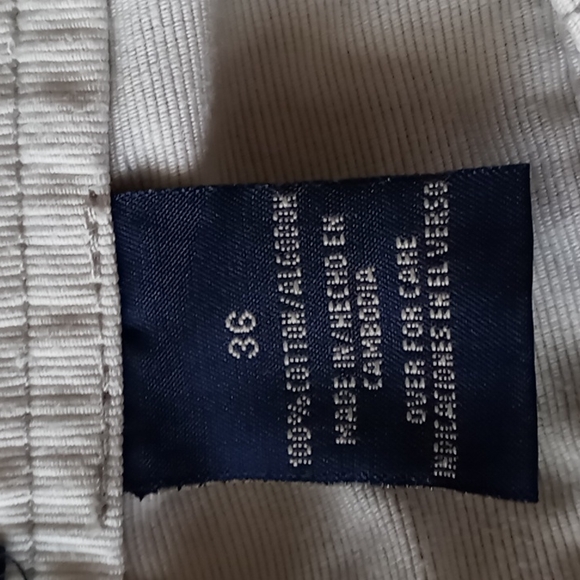 36
100% COTTON/ALGODON
MADE IN/HECHO EN
CAMBODIA
OVER FOR CARE
INDICACIONES EN EL VERSO